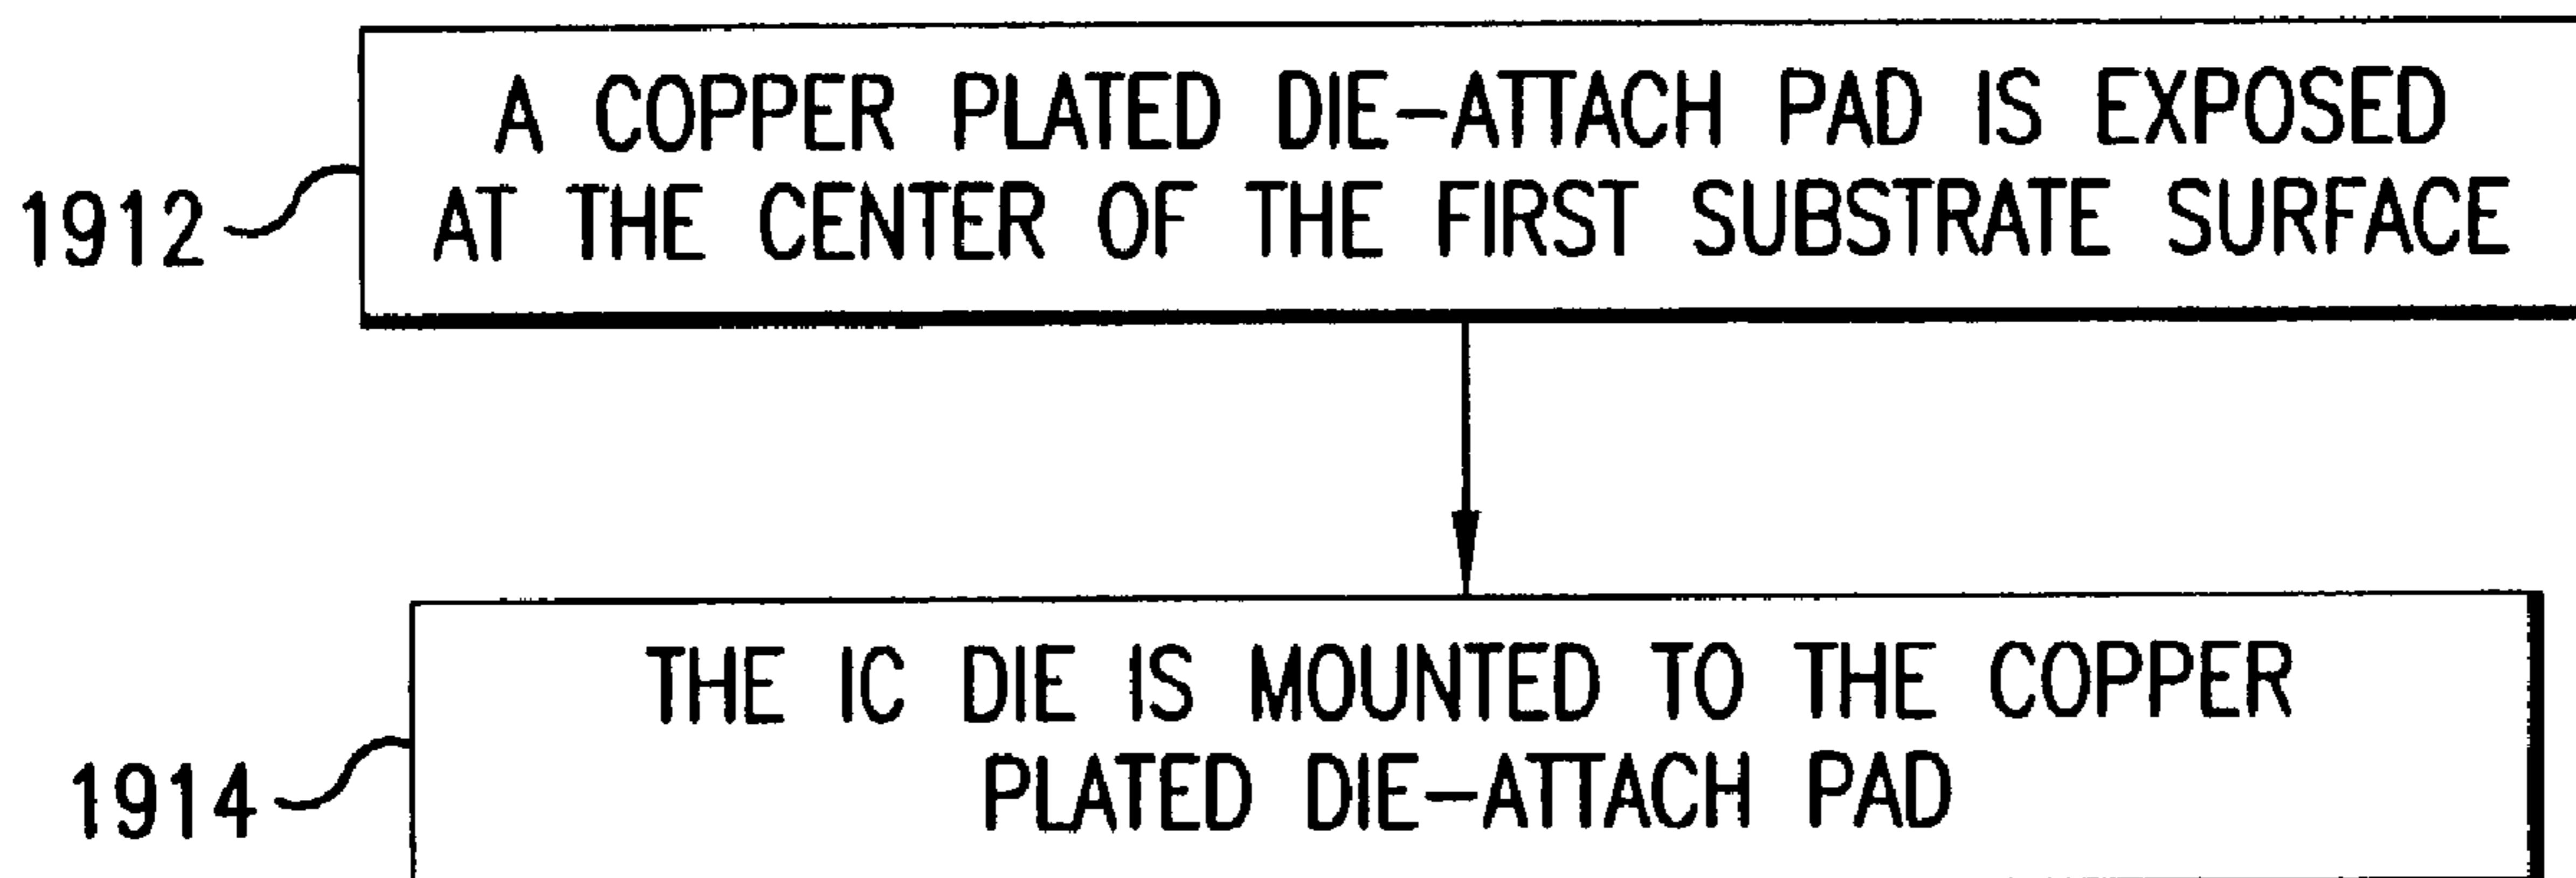 A COPPER PLATED DIE-ATTACH PAD IS EXPOSED
AT THE CENTER OF THE FIRST SUBSTRATE SURFACE
1912
THE IC DIE IS MOUNTED TO THE COPPER
PLATED DIE-ATTACH PAD
1914